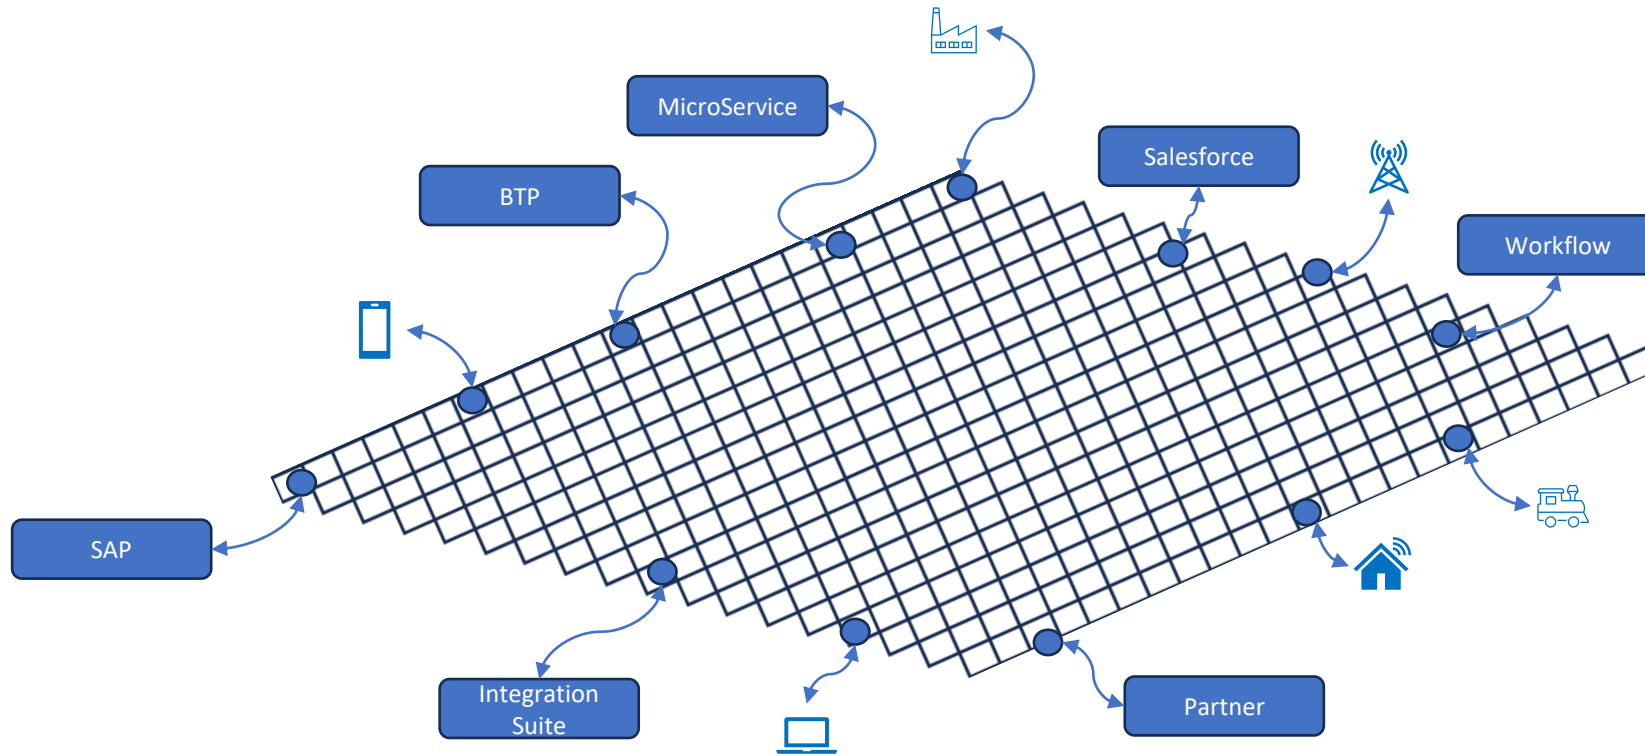 MicroService
Salesforce
BTP
Workflow
SAP
Integration
Suite
Partner